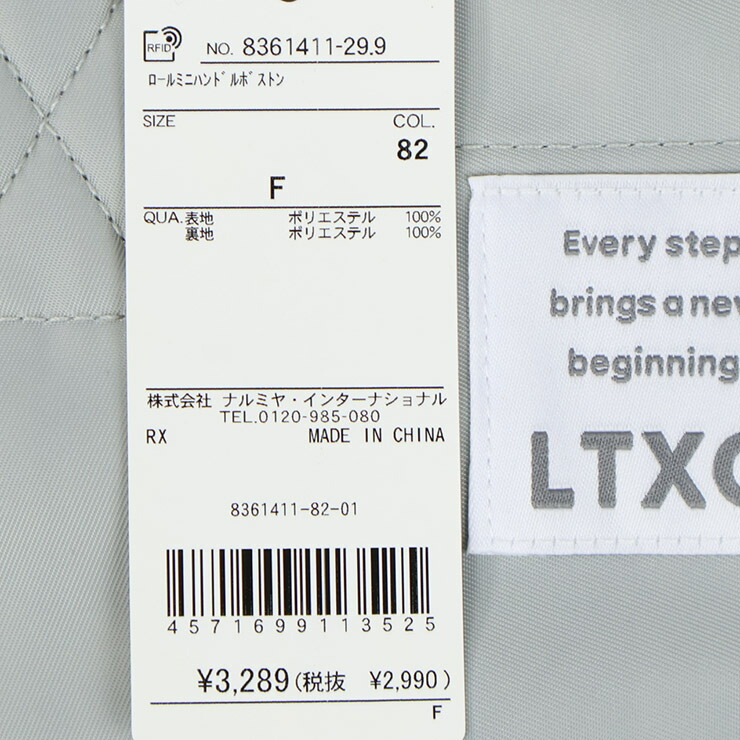 RFID
NO. 8361411-29.9
ロールミニハンドルボストン
SIZE COL.
82
F
QUA. 表地 ポリエステル 100%
裏地 ポリエステル 100%
株式会社 ナルミヤ・インターナショナル
TEL.0120-985-080
RX MADE IN CHINA
8361411-82-01
4571699113525
¥3,289(税抜 ¥2,990)
F
Every step
brings a new
beginning
LTXC